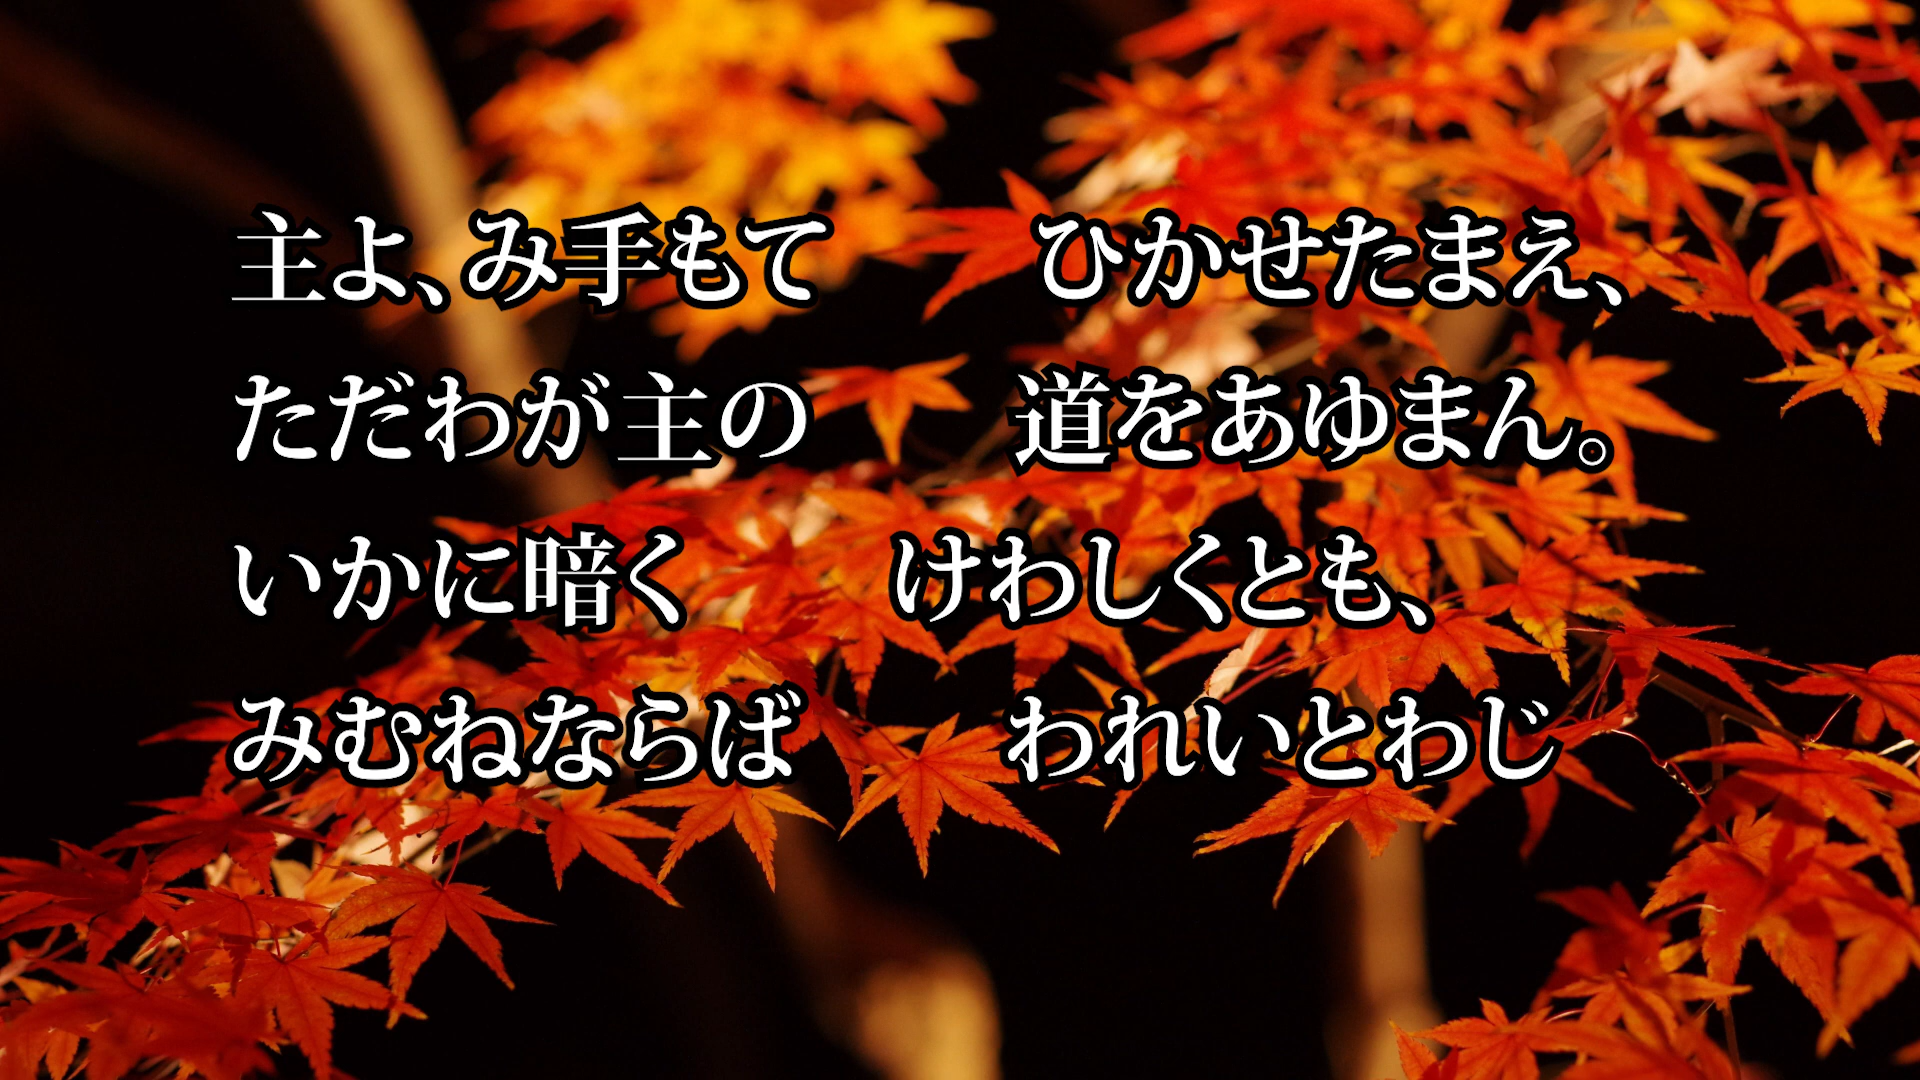 主よ、み手もて　　ひかせたまえ、
ただわが主の　　道をあゆまん。
いかに暗く　　けわしくとも、
みむねならば　　われいとわじ